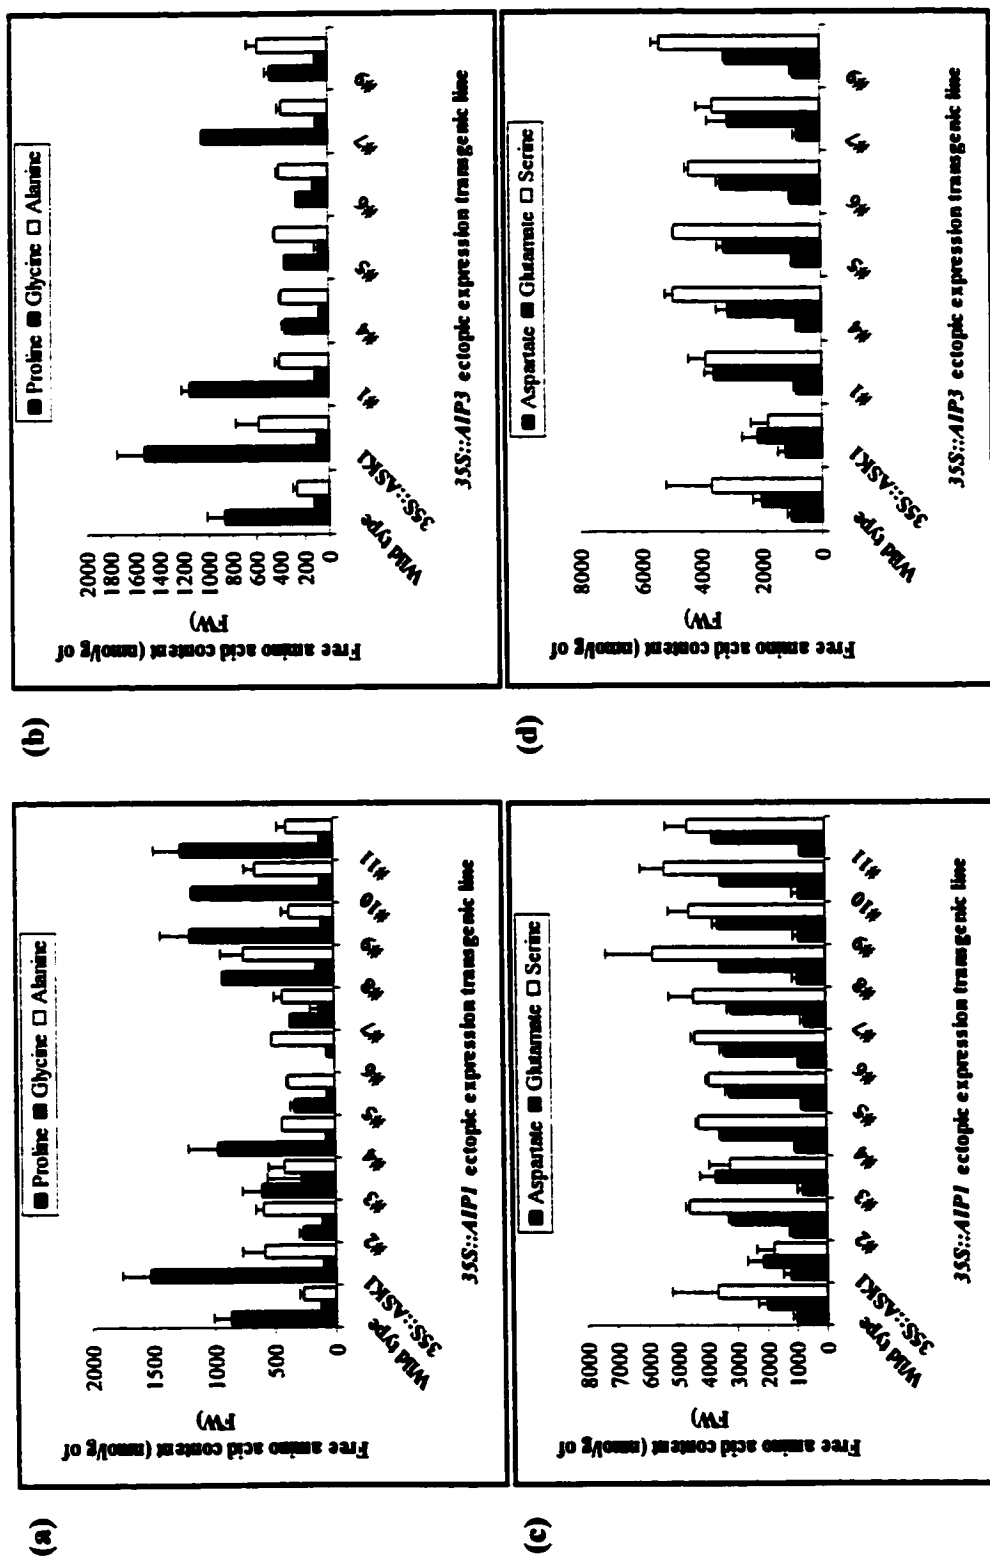 (a)
Proline Glycine Alanine
Free amino acid content (nmol/g of
FW)
2000
1500
1000
500
0
Wild type
35S::ASK1
#2
#3
#4
#5
#6
#7
#8
#9
#10
#11
35S::AIP1 ectopic expression transgenic line
(b)
Proline Glycine Alanine
Free amino acid content (nmol/g of
FW)
2000
1800
1600
1400
1200
1000
800
600
400
200
0
Wild type
35S::ASK1
#1
#4
#5
#6
#7
#9
35S::AIP3 ectopic expression transgenic line
(c)
Aspartate Glutamate Serine
Free amino acid content (nmol/g of
FW)
8000
7000
6000
5000
4000
3000
2000
1000
0
Wild type
35S::ASK1
#2
#3
#4
#5
#6
#7
#8
#9
#10
#11
35S::AIP1 ectopic expression transgenic line
(d)
Aspartate Glutamate Serine
Free amino acid content (nmol/g of
FW)
8000
6000
4000
2000
0
Wild type
35S::ASK1
#1
#4
#5
#6
#7
#9
35S::AIP3 ectopic expression transgenic line